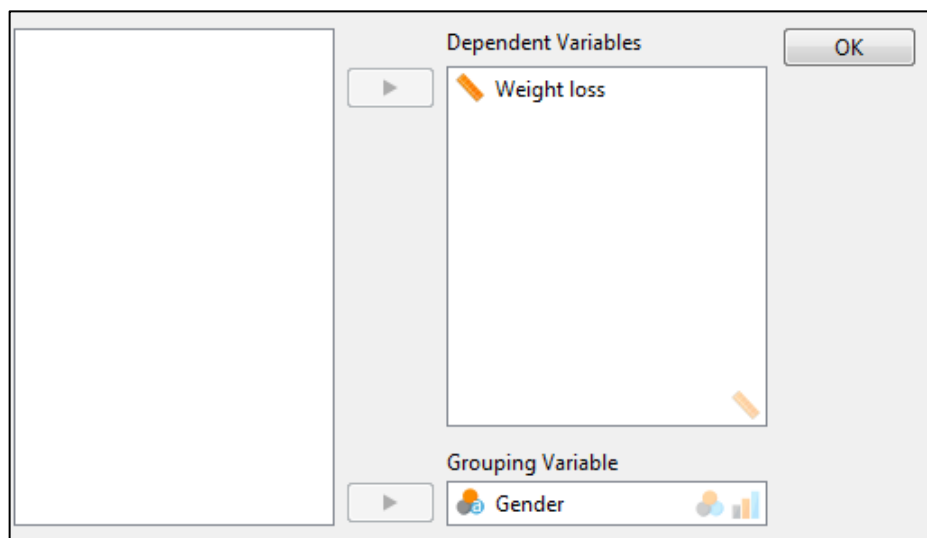 Dependent Variables
OK
Weight loss
Grouping Variable
a Gender